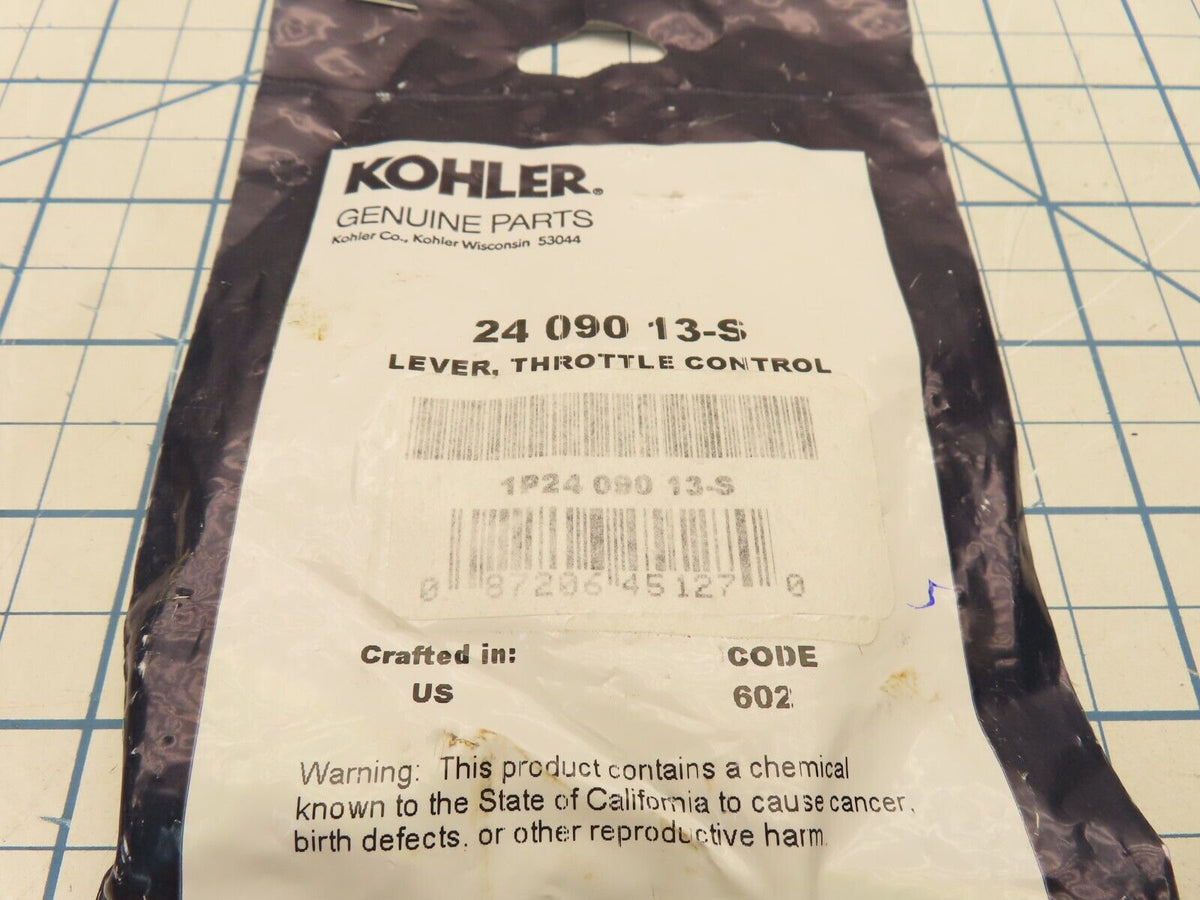 KOHLER®
GENUINE PARTS
Kohler Co., Kohler Wisconsin 53044
24 090 13-S
LEVER, THROTTLE CONTROL
1P24 090 13-S
0 87206 45127 0
5
Crafted in: CODE
US 602
Warning: This product contains a chemical
known to the State of California to cause cancer,
birth defects, or other reproductive harm.